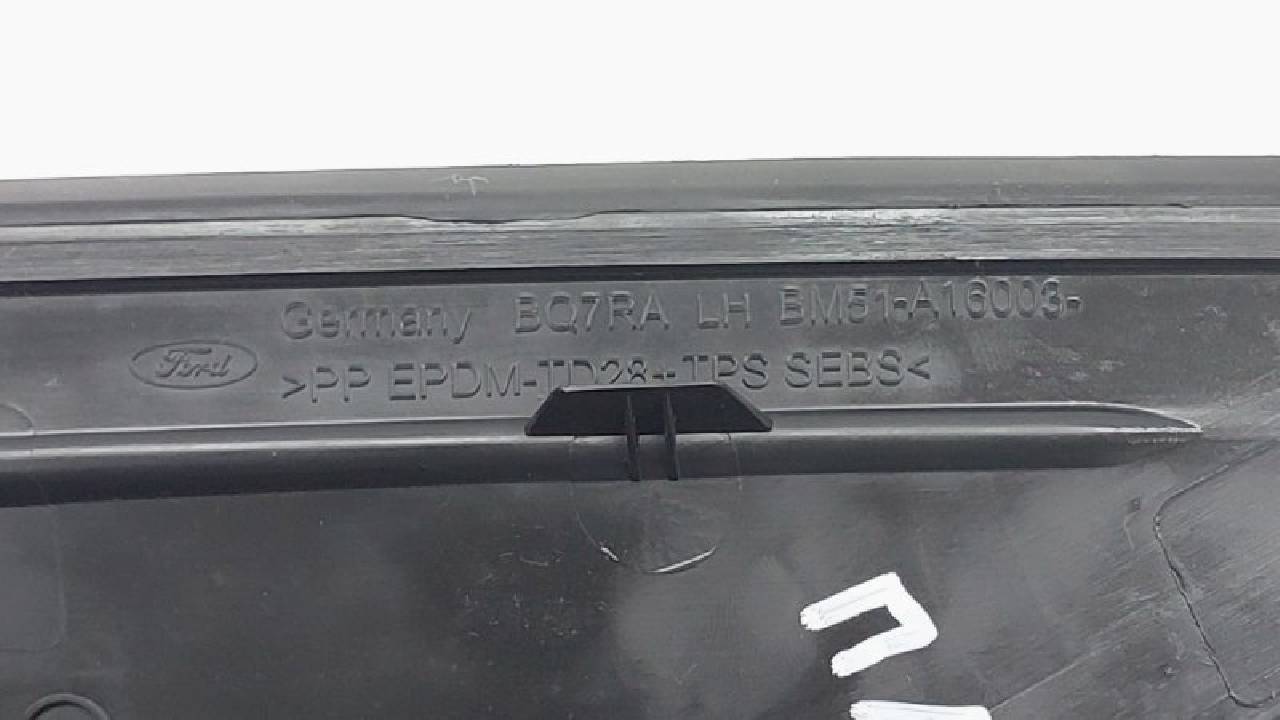 Germany BQ7RA LH BM51-A16003-
Ford
>PP EPDM-TD28-TPS SEBS<